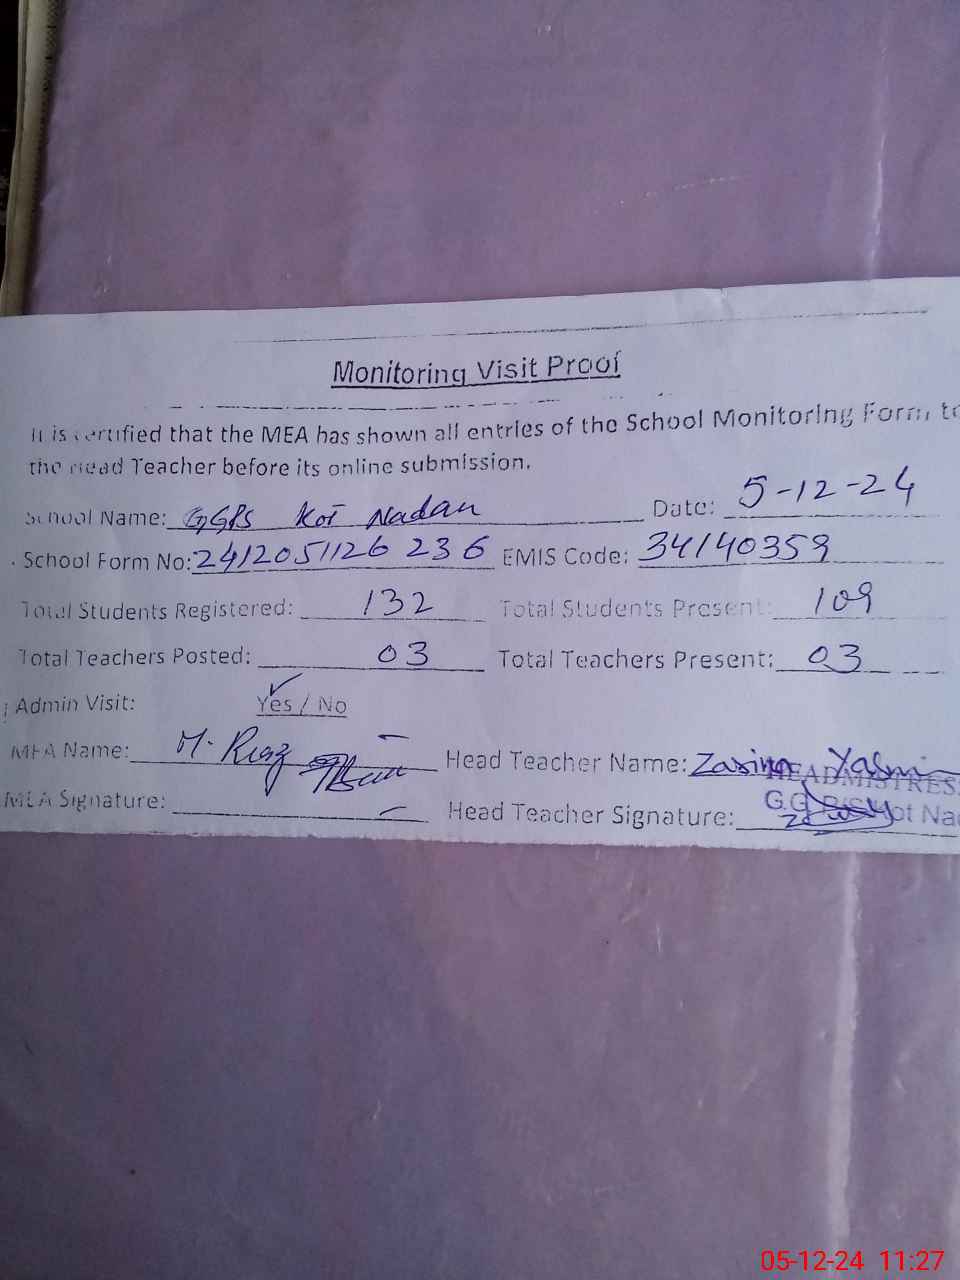 Monitoring Visit Proof
It is certified that the MEA has shown all entries of the School Monitoring Form to
the Head Teacher before its online submission.
School Name: GGPS Kot Nadan Date: 5-12-24
School Form No: 2412051126 236 EMIS Code: 34140359
Total Students Registered: 132 Total Students Present: 109
Total Teachers Posted: 03 Total Teachers Present: 03
Admin Visit: Yes / No
MEA Name: M. Riaz Head Teacher Name: Zarina Yasmi
HEADMISTRES
MEA Signature: Head Teacher Signature:
G.G. Kot Na
05-12-24 11:27